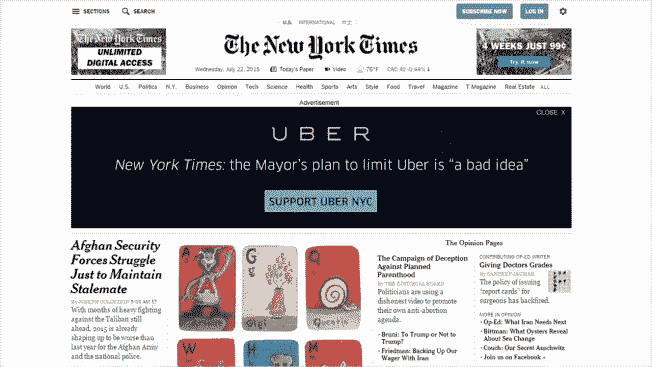 SECTIONS
SEARCH
SUBSCRIBE NOW
LOG IN
U.S. INTERNATIONAL 中文
The New York Times
UNLIMITED
DIGITAL ACCESS
The New York Times
4 WEEKS JUST 99¢
Try it now
Wednesday, July 22, 2015
Today's Paper
Video
76°F
CAC 40 -0.44% ↓
World U.S. Politics N.Y. Business Opinion Tech Science Health Sports Arts Style Food Travel Magazine T Magazine Real Estate ALL
Advertisement
CLOSE X
UBER
New York Times: the Mayor's plan to limit Uber is "a bad idea"
SUPPORT UBER NYC
Afghan Security
Forces Struggle
Just to Maintain
Stalemate
By JOSEPH GOLDSTEIN
With months of heavy fighting
against the Taliban still
ahead, 2015 is already
shaping up to be worse than
last year for the Afghan Army
and the national police.
A
G
Q
W
H
M
The Opinion Pages
The Campaign of Deception
Against Planned
Parenthood
By THE EDITORIAL BOARD
Politicians are using a
dishonest video to promote
their own anti-abortion
agenda.
· Bruni: To Trump or Not to
Trump?
· Friedman: Backing Up Our
Wager With Iran
CONTRIBUTING OP-ED WRITER
Giving Doctors Grades
By SANDEEP JAUHAR
The policy of issuing
"report cards" for
surgeons has backfired.
MORE IN OPINION
· Op-Ed: What Iran Needs Next
· Bittman: What Oysters Reveal
About Sea Change
· Couch: Our Secret Auschwitz
· Join us on Facebook »